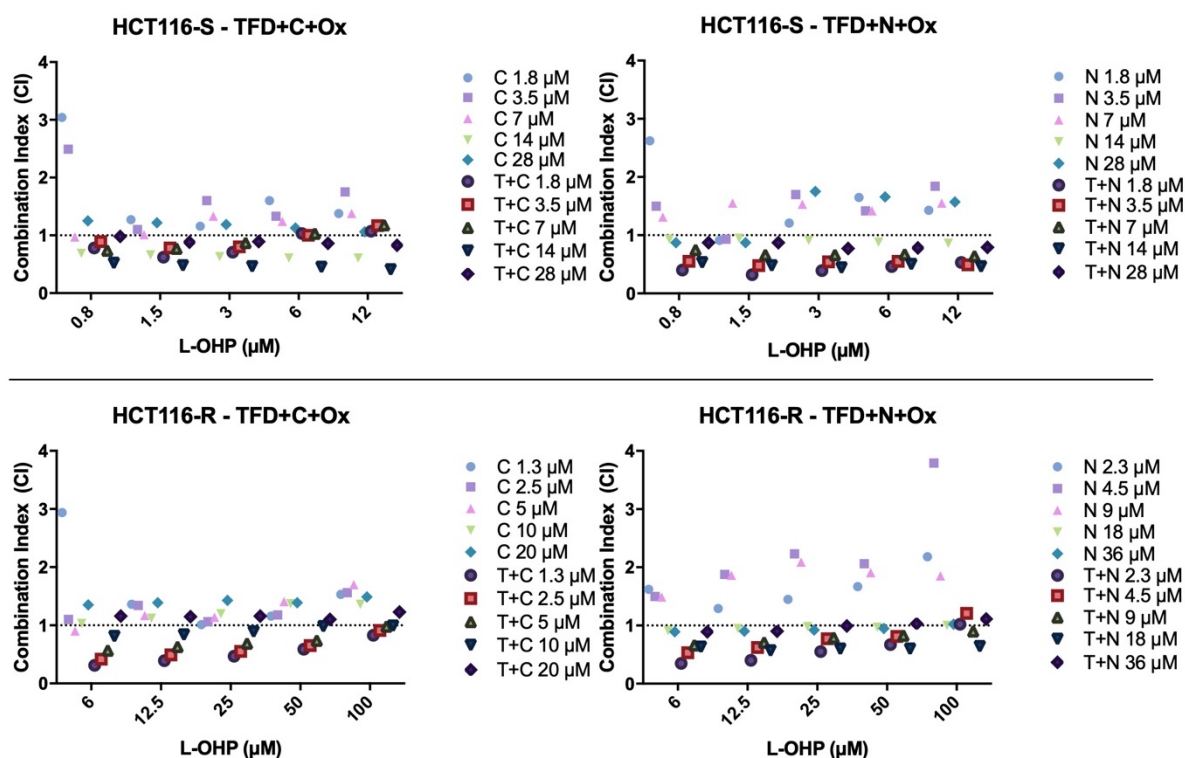 HCT116-S - TFD+C+Ox
Combination Index (CI)
4
3
2
1
0
0.8
1.5
3
6
12
L-OHP (µM)
C 1.8 µM
C 3.5 µM
C 7 µM
C 14 µM
C 28 µM
T+C 1.8 µM
T+C 3.5 µM
T+C 7 µM
T+C 14 µM
T+C 28 µM
HCT116-S - TFD+N+Ox
Combination Index (CI)
4
3
2
1
0
0.8
1.5
3
6
12
L-OHP (µM)
N 1.8 µM
N 3.5 µM
N 7 µM
N 14 µM
N 28 µM
T+N 1.8 µM
T+N 3.5 µM
T+N 7 µM
T+N 14 µM
T+N 28 µM
HCT116-R - TFD+C+Ox
Combination Index (CI)
4
3
2
1
0
6
12.5
25
50
100
L-OHP (µM)
C 1.3 µM
C 2.5 µM
C 5 µM
C 10 µM
C 20 µM
T+C 1.3 µM
T+C 2.5 µM
T+C 5 µM
T+C 10 µM
T+C 20 µM
HCT116-R - TFD+N+Ox
Combination Index (CI)
4
3
2
1
0
6
12.5
25
50
100
L-OHP (µM)
N 2.3 µM
N 4.5 µM
N 9 µM
N 18 µM
N 36 µM
T+N 2.3 µM
T+N 4.5 µM
T+N 9 µM
T+N 18 µM
T+N 36 µM